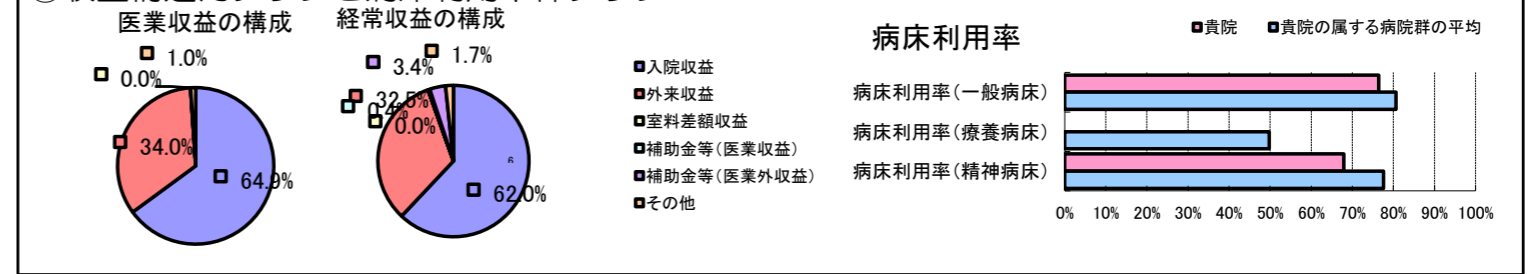 医業収益の構成
経常収益の構成
1.0%
0.0%
34.0%
64.9%
1.7%
3.4%
32.5%
0.4%
0.0%
62.0%
入院収益
外来収益
室料差額収益
補助金等(医業収益)
補助金等(医業外収益)
その他
病床利用率
貴院
貴院の属する病院群の平均
病床利用率(一般病床)
病床利用率(療養病床)
病床利用率(精神病床)
0% 10% 20% 30% 40% 50% 60% 70% 80% 90% 100%